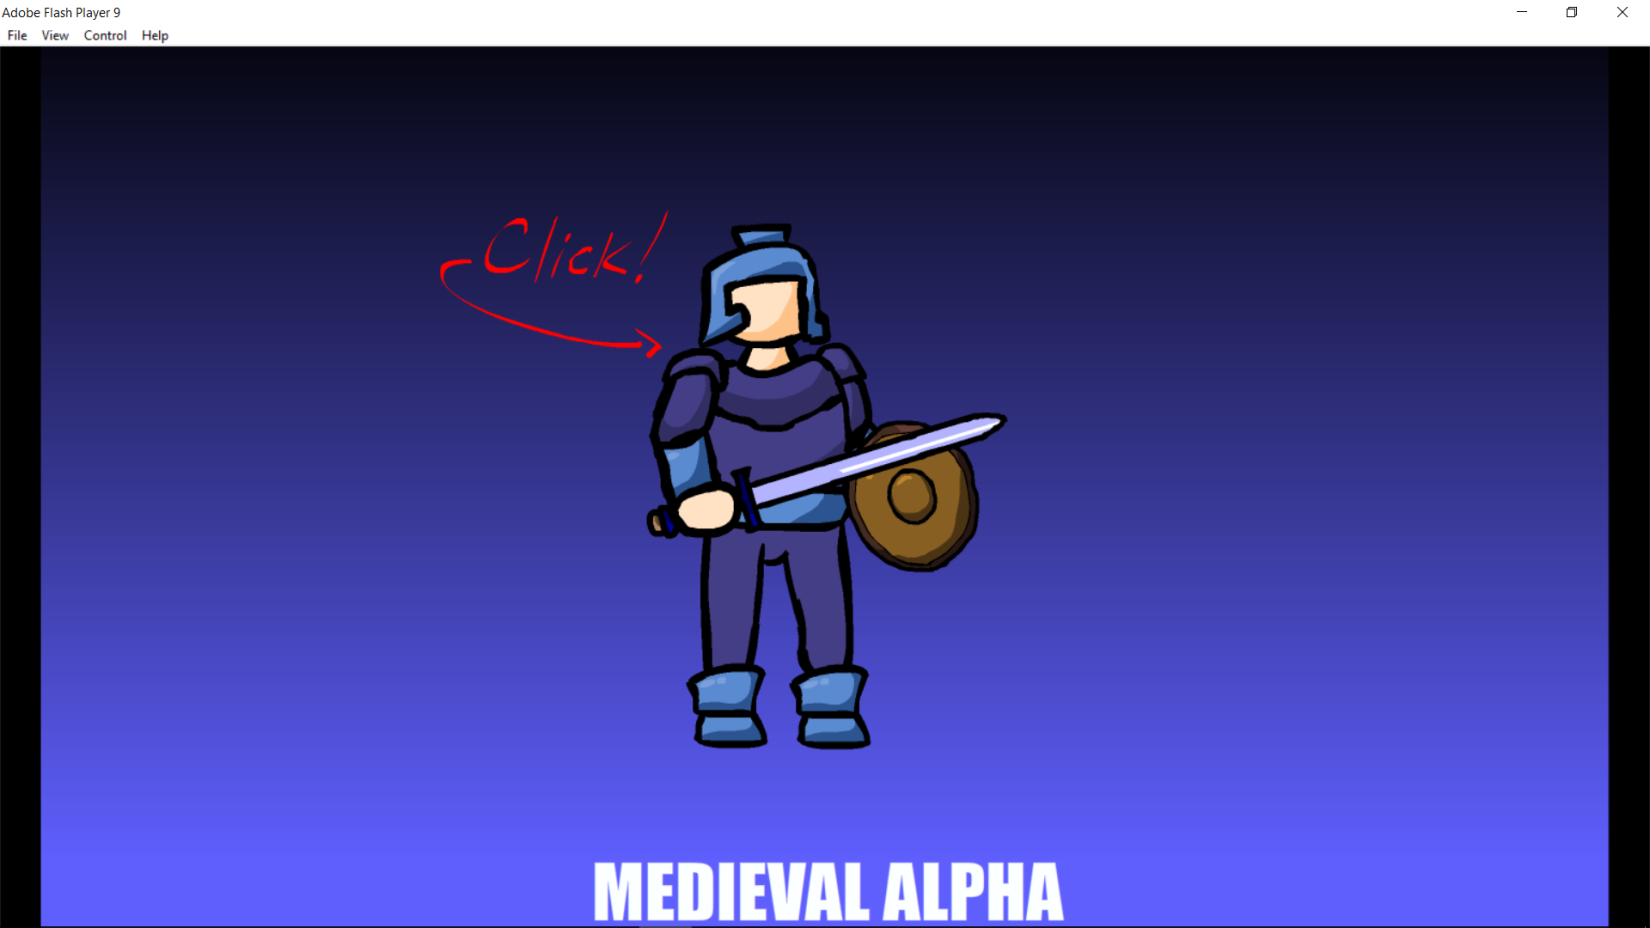 Adobe Flash Player 9
File View Control Help
Click!
MEDIEVAL ALPHA